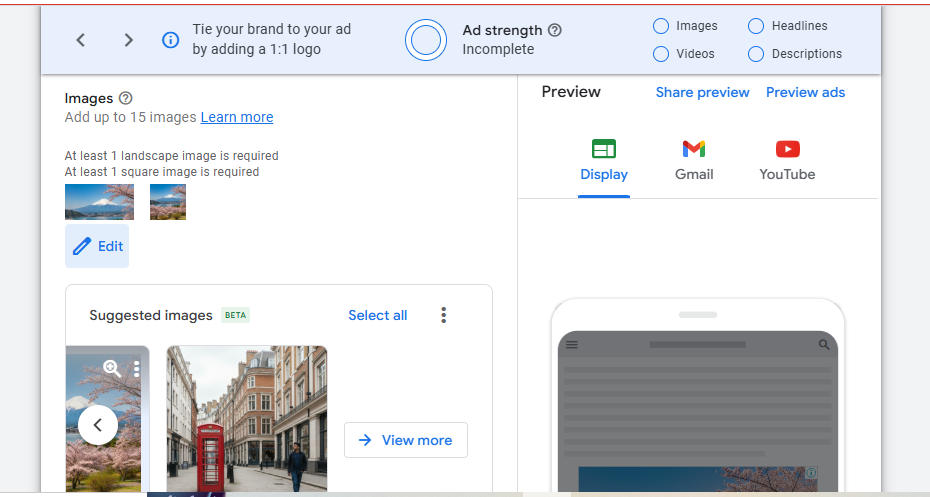 Tie your brand to your ad
by adding a 1:1 logo
Ad strength
Incomplete
Images
Headlines
Videos
Descriptions
Images
Add up to 15 images Learn more
At least 1 landscape image is required
At least 1 square image is required
Edit
Suggested images BETA
Select all
View more
Preview
Share preview
Preview ads
Display
Gmail
YouTube